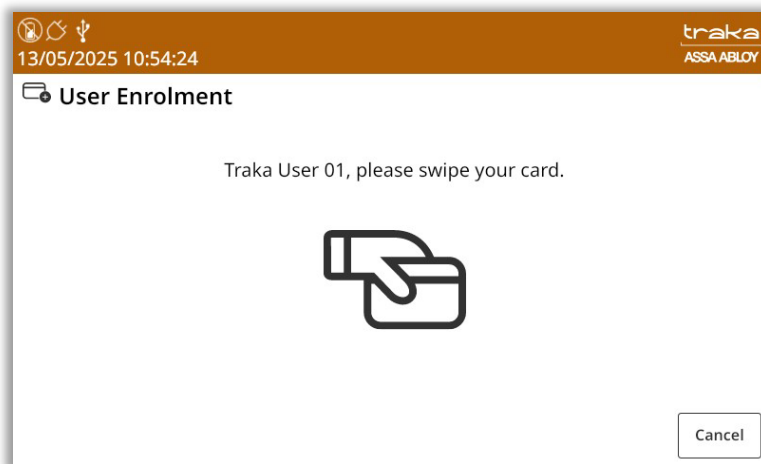 13/05/2025 10:54:24
traka
ASSA ABLOY
User Enrolment
Traka User 01, please swipe your card.
Cancel